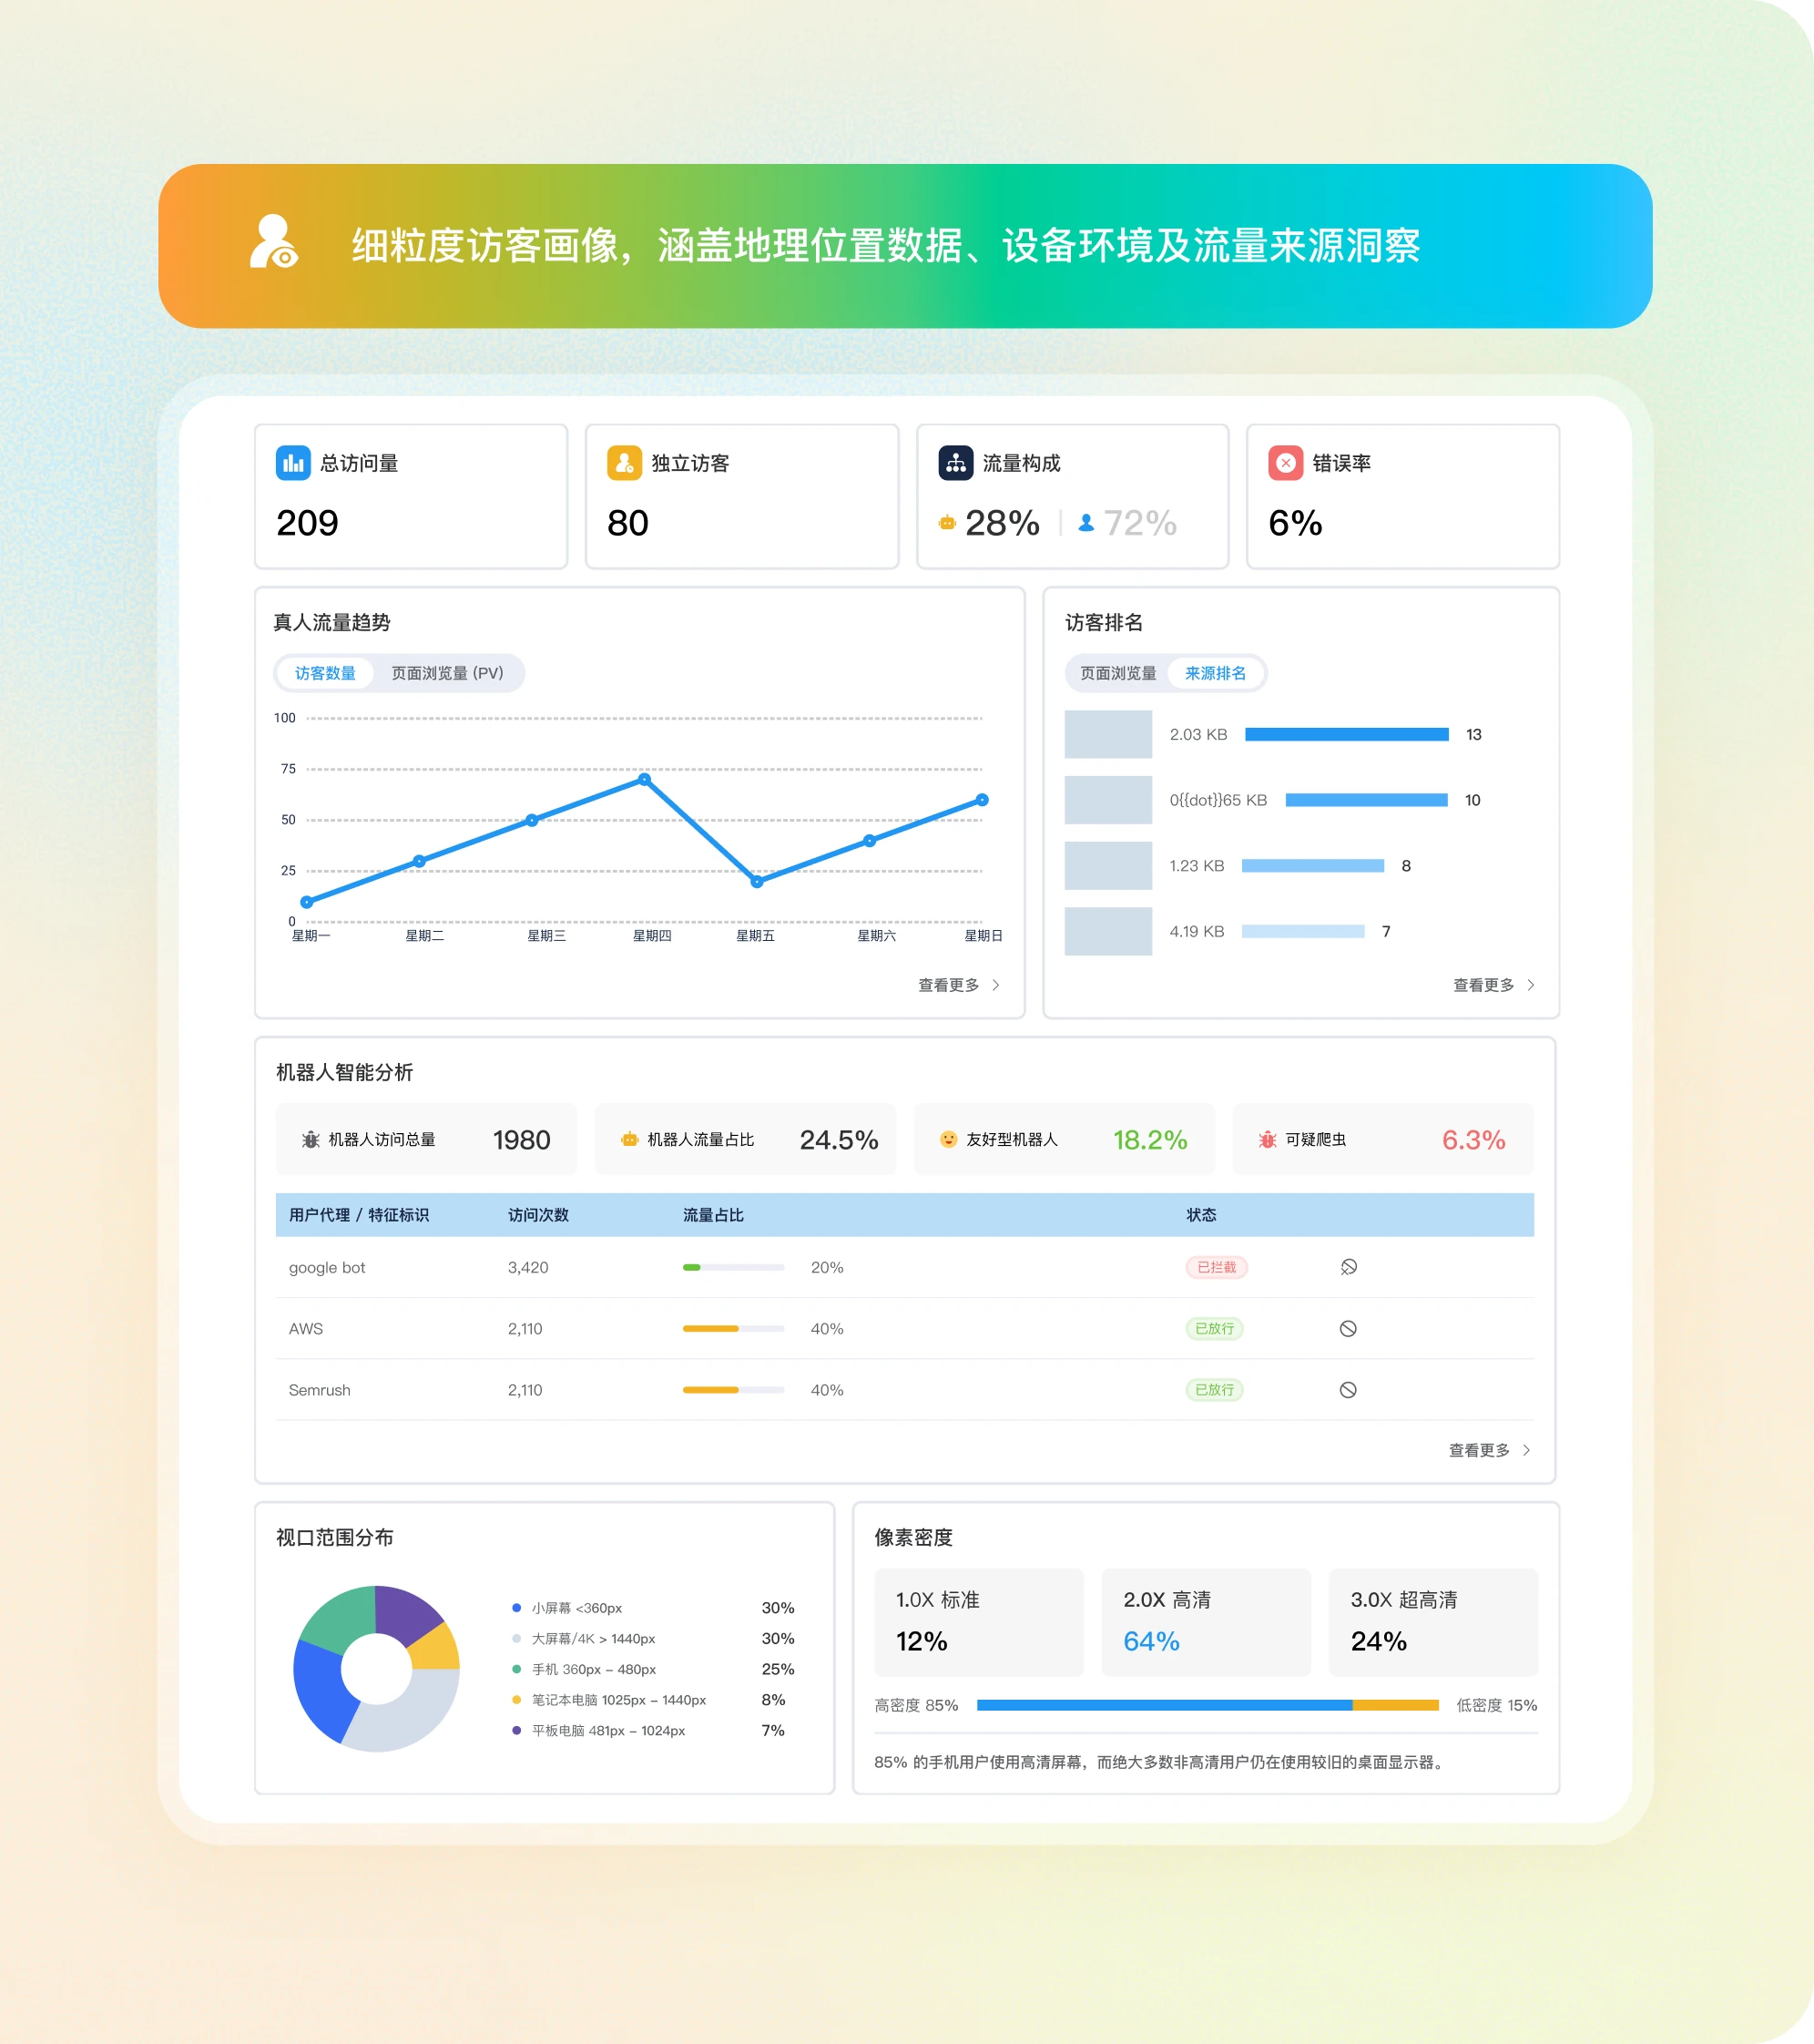 细粒度访客画像，涵盖地理位置数据、设备环境及流量来源洞察
总访问量
209
独立访客
80
流量构成
28% 72%
错误率
6%
真人流量趋势
访客数量 页面浏览量 (PV)
100
75
50
25
0
星期一 星期二 星期三 星期四 星期五 星期六 星期日
查看更多
访客排名
页面浏览量 来源排名
2.03 KB 13
0{{dot}}65 KB 10
1.23 KB 8
4.19 KB 7
查看更多
机器人智能分析
机器人访问总量 1980
机器人流量占比 24.5%
友好型机器人 18.2%
可疑爬虫 6.3%
用户代理 / 特征标识 访问次数 流量占比 状态
google bot 3,420 20% 已拦截
AWS 2,110 40% 已放行
Semrush 2,110 40% 已放行
查看更多
视口范围分布
小屏幕 <360px 30%
大屏幕/4K > 1440px 30%
手机 360px – 480px 25%
笔记本电脑 1025px – 1440px 8%
平板电脑 481px – 1024px 7%
像素密度
1.0X 标准
12%
2.0X 高清
64%
3.0X 超高清
24%
高密度 85% 低密度 15%
85% 的手机用户使用高清屏幕，而绝大多数非高清用户仍在使用较旧的桌面显示器。